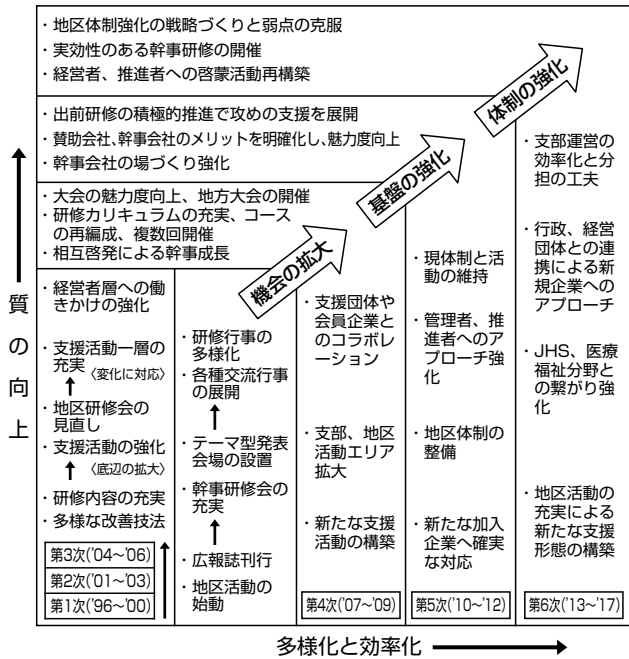 ・地区体制強化の戦略づくりと弱点の克服
・実効性のある幹事研修の開催
・経営者、推進者への啓蒙活動再構築
体制の強化
・出前研修の積極的推進で攻めの支援を展開
・賛助会社、幹事会社のメリットを明確化し、魅力度向上
・幹事会社の場づくり強化
基盤の強化
・大会の魅力度向上、地方大会の開催
・研修カリキュラムの充実、コース
の再編成、複数回開催
・相互啓発による幹事成長
機会の拡大
質の向上
・経営者層への働
きかけの強化
・支援活動一層の
充実〈変化に対応〉
・地区研修会の
見直し
・支援活動の強化
〈底辺の拡大〉
・研修内容の充実
・多様な改善技法
第3次('04～'06)
第2次('01～'03)
第1次('96～'00)
・研修行事の
多様化
・各種交流行事
の展開
・テーマ型発表
会場の設置
・幹事研修会の
充実
・広報誌刊行
・地区活動の
始動
・支援団体や
会員企業と
のコラボレ
ーション
・支部、地区
活動エリア
拡大
・新たな支援
活動の構築
第4次('07～'09)
・現体制と活
動の維持
・管理者、推
進者へのア
プローチ強
化
・地区体制の
整備
・新たな加入
企業へ確実
な対応
第5次('10～'12)
・支部運営の
効率化と分
担の工夫
・行政、経営
団体との連
携による新
規企業への
アプローチ
・JHS、医療
福祉分野と
の繋がり強
化
・地区活動の
充実による
新たな支援
形態の構築
第6次('13～'17)
多様化と効率化